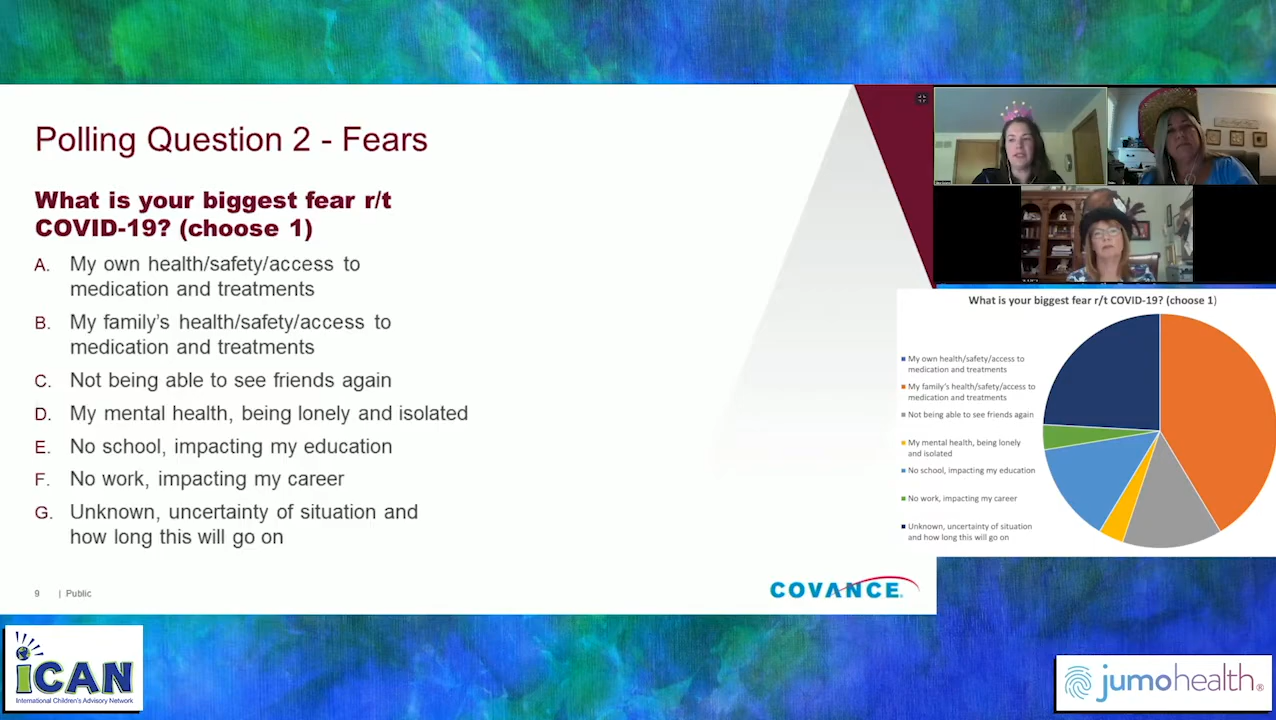 Polling Question 2 - Fears
What is your biggest fear r/t
COVID-19? (choose 1)
A. My own health/safety/access to
medication and treatments
B. My family's health/safety/access to
medication and treatments
C. Not being able to see friends again
D. My mental health, being lonely and isolated
E. No school, impacting my education
F. No work, impacting my career
G. Unknown, uncertainty of situation and
how long this will go on
9 | Public
COVANCE
What is your biggest fear r/t COVID-19? (choose 1)
My own health/safety/access to
medication and treatments
My family's health/safety/access to
medication and treatments
Not being able to see friends again
My mental health, being lonely
and isolated
No school, impacting my education
No work, impacting my career
Unknown, uncertainty of situation
and how long this will go on
iCAN
International Children's Advisory Network
jumohealth®